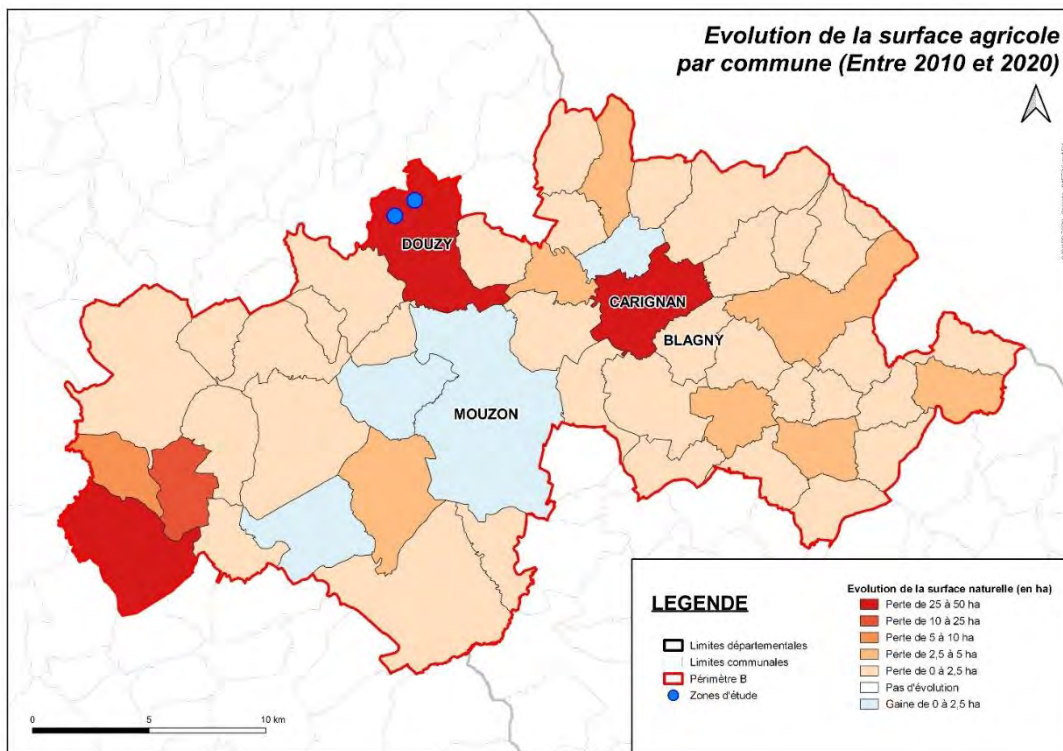 Evolution de la surface agricole
par commune (Entre 2010 et 2020)
DOUZY
CARIGNAN
BLAGNY
MOUZON
LEGENDE
Limites départementales
Limites communales
Périmètre B
Zones d'étude
Evolution de la surface naturelle (en ha)
Perte de 25 à 50 ha
Perte de 10 à 25 ha
Perte de 5 à 10 ha
Perte de 2,5 à 5 ha
Perte de 0 à 2,5 ha
Pas d'évolution
Gaine de 0 à 2,5 ha
0 5 10 km